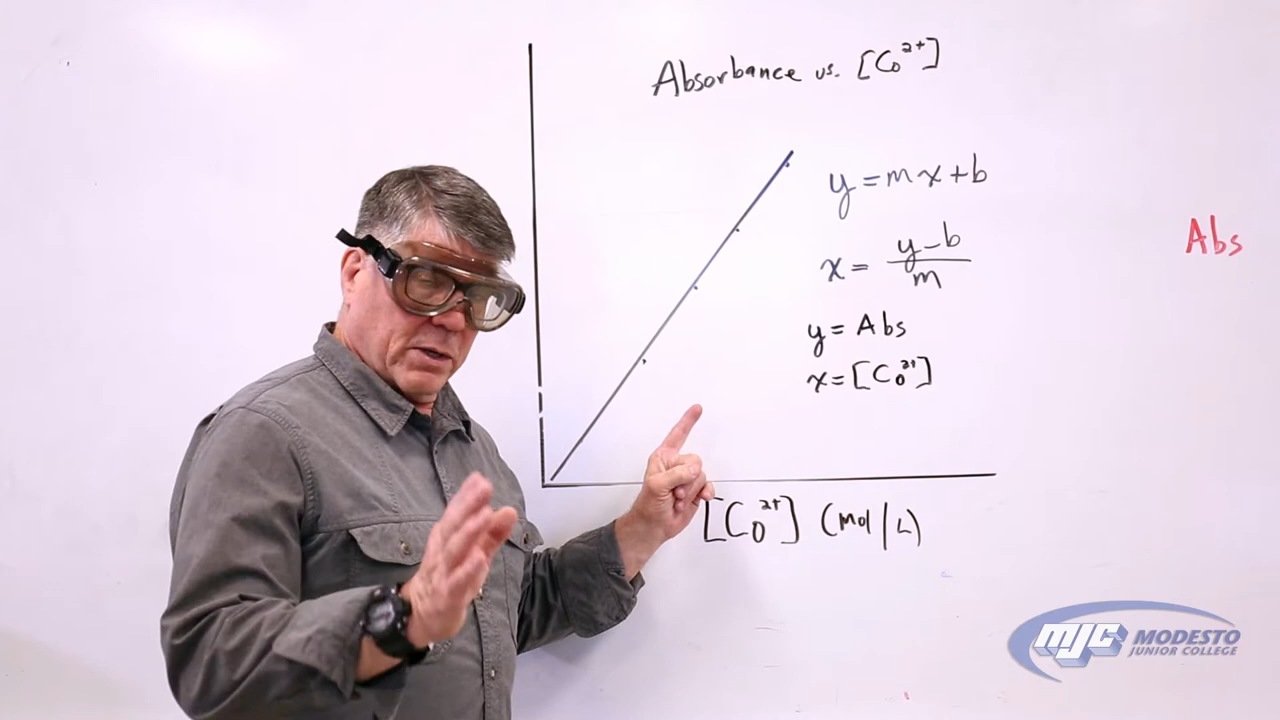 Absorbance vs. [Co²⁺]
y = mx + b
x = (y - b)/m
y = Abs
x = [Co²⁺]
Abs
[Co²⁺] (mol/L)
MJC MODESTO
JUNIOR COLLEGE